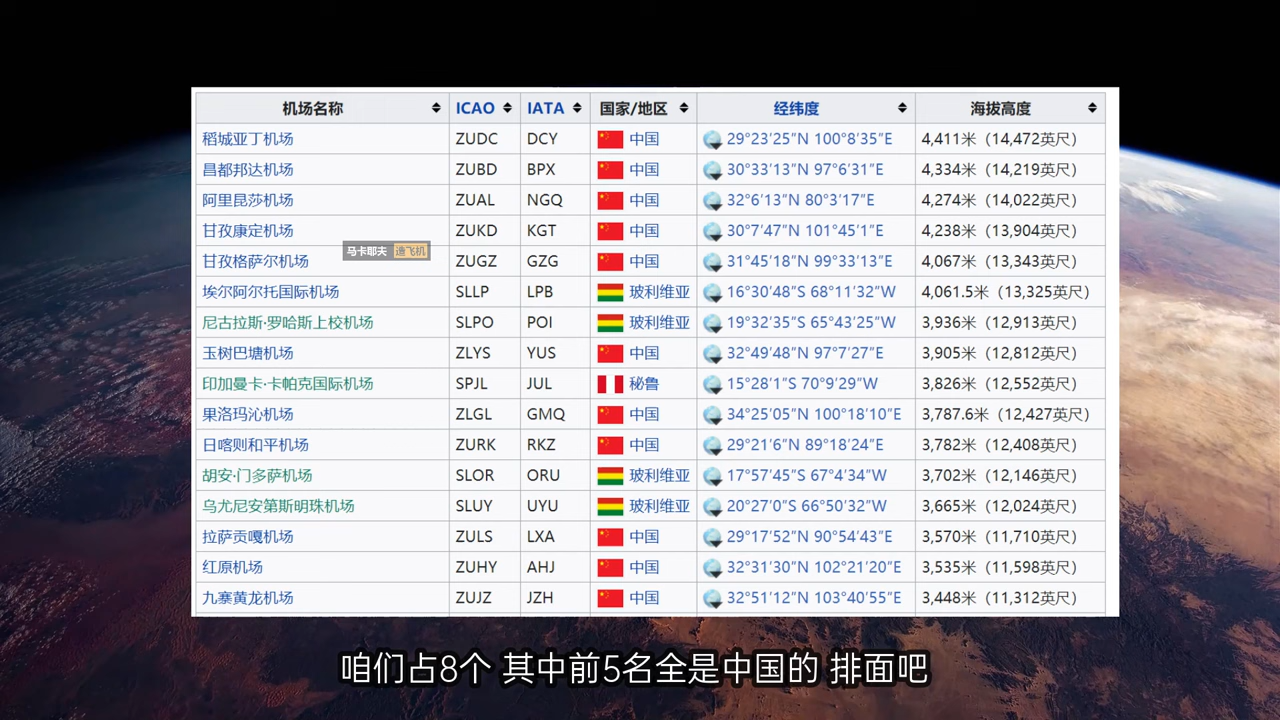 机场名称 ICAO IATA 国家/地区 经纬度 海拔高度
稻城亚丁机场 ZUDC DCY 中国 29°23′25″N 100°8′35″E 4,411米（14,472英尺）
昌都邦达机场 ZUBD BPX 中国 30°33′13″N 97°6′31″E 4,334米（14,219英尺）
阿里昆莎机场 ZUAL NGQ 中国 32°6′13″N 80°3′17″E 4,274米（14,022英尺）
甘孜康定机场 ZUKD KGT 中国 30°7′47″N 101°45′1″E 4,238米（13,904英尺）
马卡耶夫 造飞机
甘孜格萨尔机场 ZUGZ GZG 中国 31°45′18″N 99°33′13″E 4,067米（13,343英尺）
埃尔阿尔托国际机场 SLLP LPB 玻利维亚 16°30′48″S 68°11′32″W 4,061.5米（13,325英尺）
尼古拉斯·罗哈斯上校机场 SLPO POI 玻利维亚 19°32′35″S 65°43′25″W 3,936米（12,913英尺）
玉树巴塘机场 ZLYS YUS 中国 32°49′48″N 97°7′27″E 3,905米（12,812英尺）
印加曼卡·卡帕克国际机场 SPJL JUL 秘鲁 15°28′1″S 70°9′29″W 3,826米（12,552英尺）
果洛玛沁机场 ZLGL GMQ 中国 34°25′05″N 100°18′10″E 3,787.6米（12,427英尺）
日喀则和平机场 ZURK RKZ 中国 29°21′6″N 89°18′24″E 3,782米（12,408英尺）
胡安·门多萨机场 SLOR ORU 玻利维亚 17°57′45″S 67°4′34″W 3,702米（12,146英尺）
乌尤尼安第斯明珠机场 SLUY UYU 玻利维亚 20°27′0″S 66°50′32″W 3,665米（12,024英尺）
拉萨贡嘎机场 ZULS LXA 中国 29°17′52″N 90°54′43″E 3,570米（11,710英尺）
红原机场 ZUHY AHJ 中国 32°31′30″N 102°21′20″E 3,535米（11,598英尺）
九寨黄龙机场 ZUJZ JZH 中国 32°51′12″N 103°40′55″E 3,448米（11,312英尺）
咱们占8个 其中前5名全是中国的 排面吧